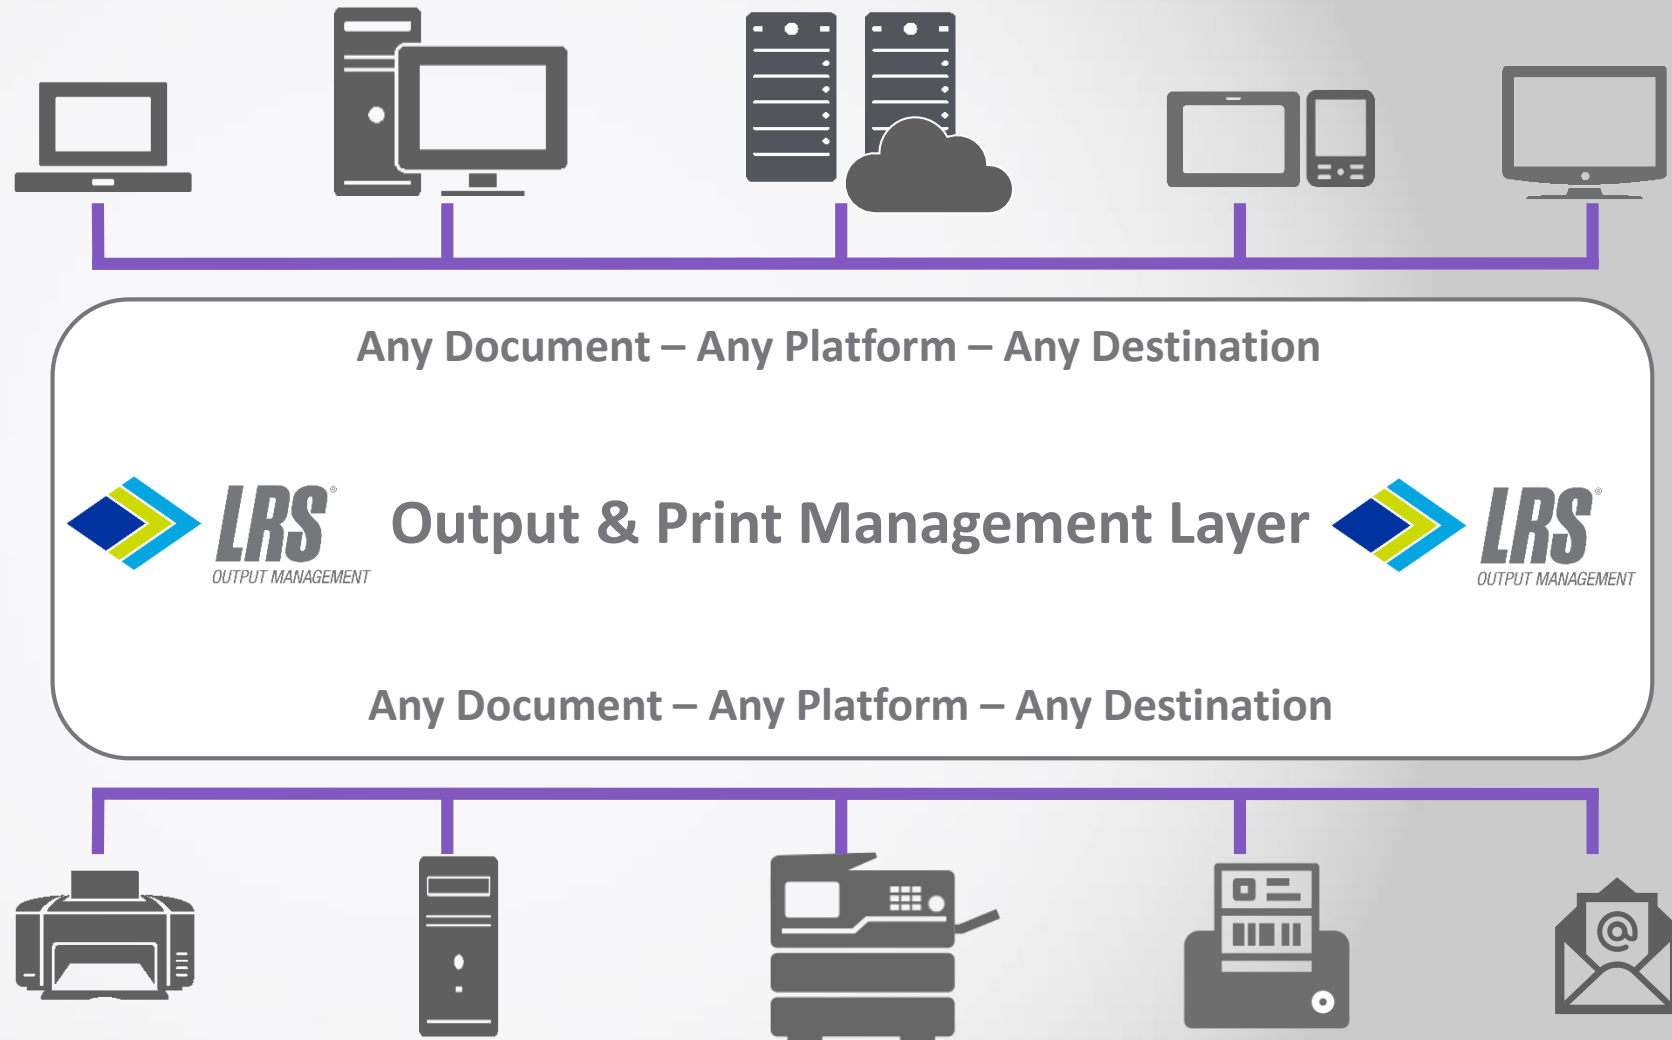 Any Document – Any Platform – Any Destination
LRS®
OUTPUT MANAGEMENT
Output & Print Management Layer
LRS®
OUTPUT MANAGEMENT
Any Document – Any Platform – Any Destination
@